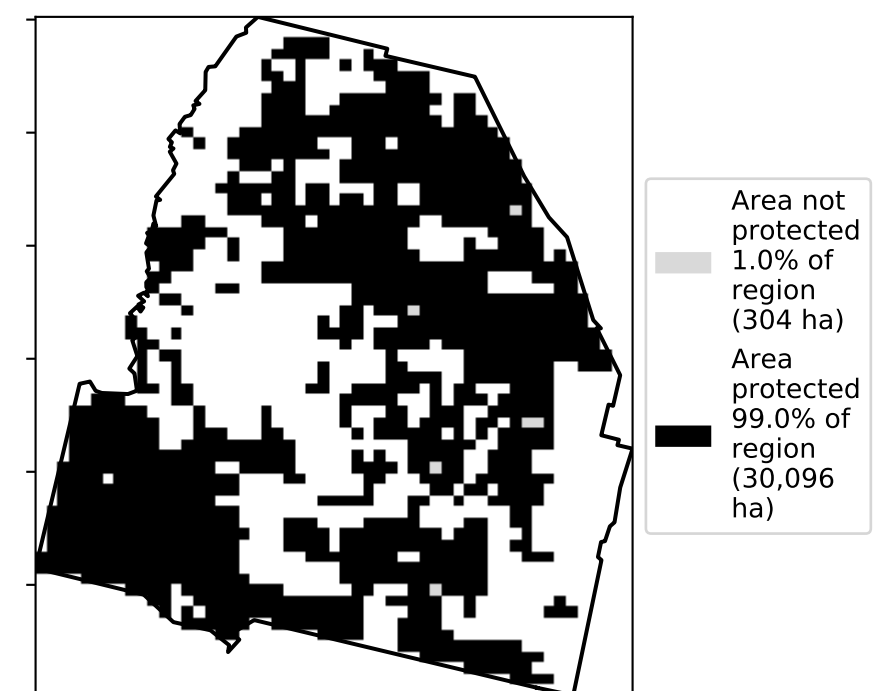 Area not
protected
1.0% of
region
(304 ha)
Area
protected
99.0% of
region
(30,096
ha)